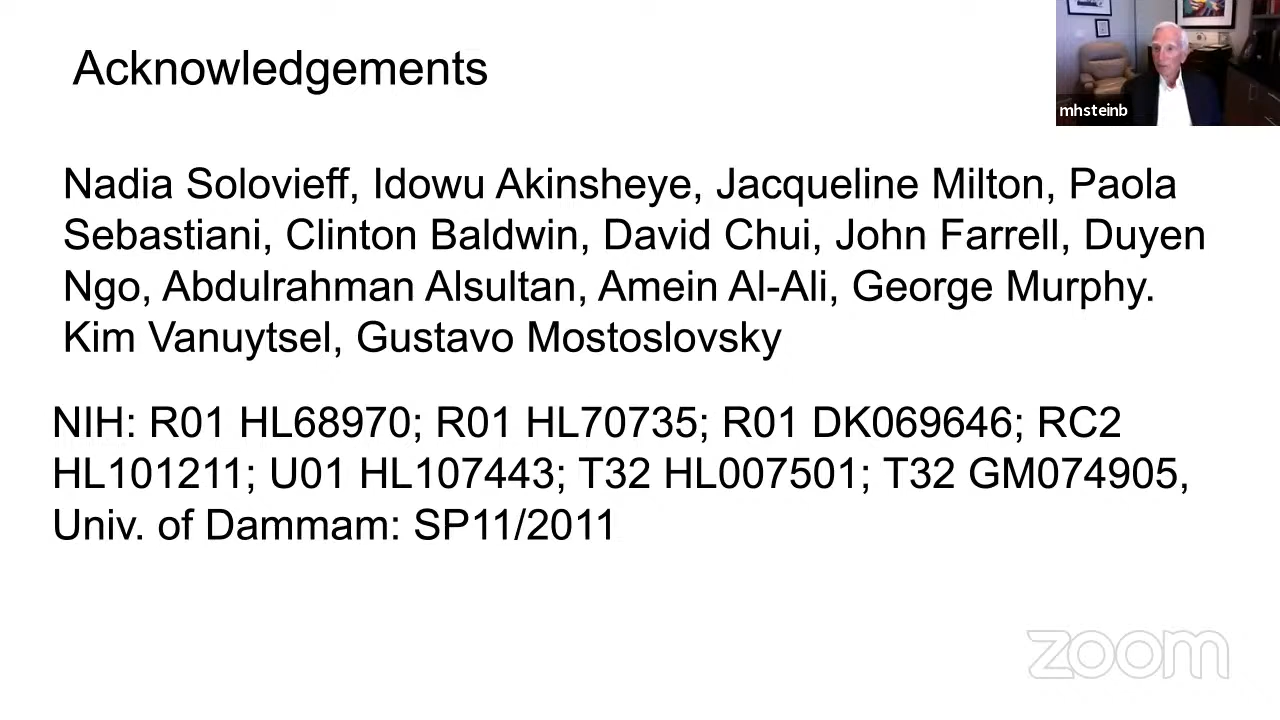 Acknowledgements
mhsteinb
Nadia Solovieff, Idowu Akinsheye, Jacqueline Milton, Paola
Sebastiani, Clinton Baldwin, David Chui, John Farrell, Duyen
Ngo, Abdulrahman Alsultan, Amein Al-Ali, George Murphy.
Kim Vanuytsel, Gustavo Mostoslovsky
NIH: R01 HL68970; R01 HL70735; R01 DK069646; RC2
HL101211; U01 HL107443; T32 HL007501; T32 GM074905,
Univ. of Dammam: SP11/2011
zoom